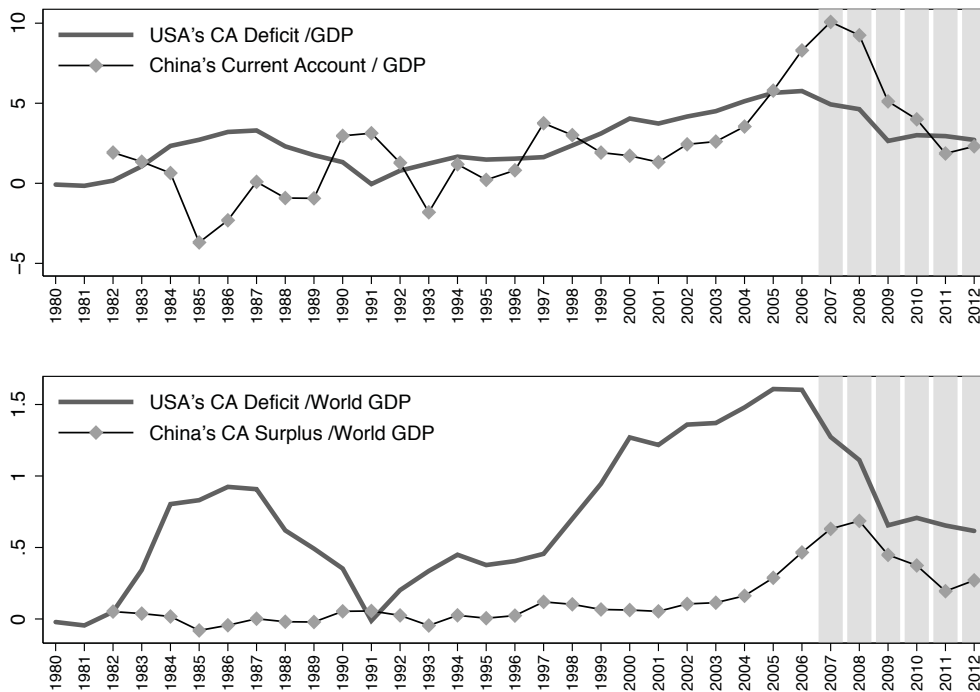 USA's CA Deficit /GDP
China's Current Account / GDP
10
5
0
−5
1980 1981 1982 1983 1984 1985 1986 1987 1988 1989 1990 1991 1992 1993 1994 1995 1996 1997 1998 1999 2000 2001 2002 2003 2004 2005 2006 2007 2008 2009 2010 2011 2012
USA's CA Deficit /World GDP
China's CA Surplus /World GDP
1.5
1
.5
0
1980 1981 1982 1983 1984 1985 1986 1987 1988 1989 1990 1991 1992 1993 1994 1995 1996 1997 1998 1999 2000 2001 2002 2003 2004 2005 2006 2007 2008 2009 2010 2011 2012